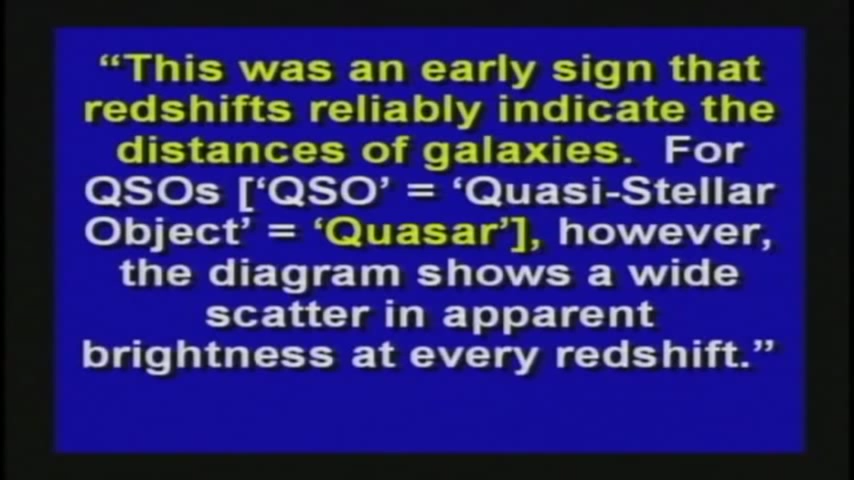 “This was an early sign that
redshifts reliably indicate the
distances of galaxies. For
QSOs [‘QSO’ = ‘Quasi-Stellar
Object’ = ‘Quasar’], however,
the diagram shows a wide
scatter in apparent
brightness at every redshift.”